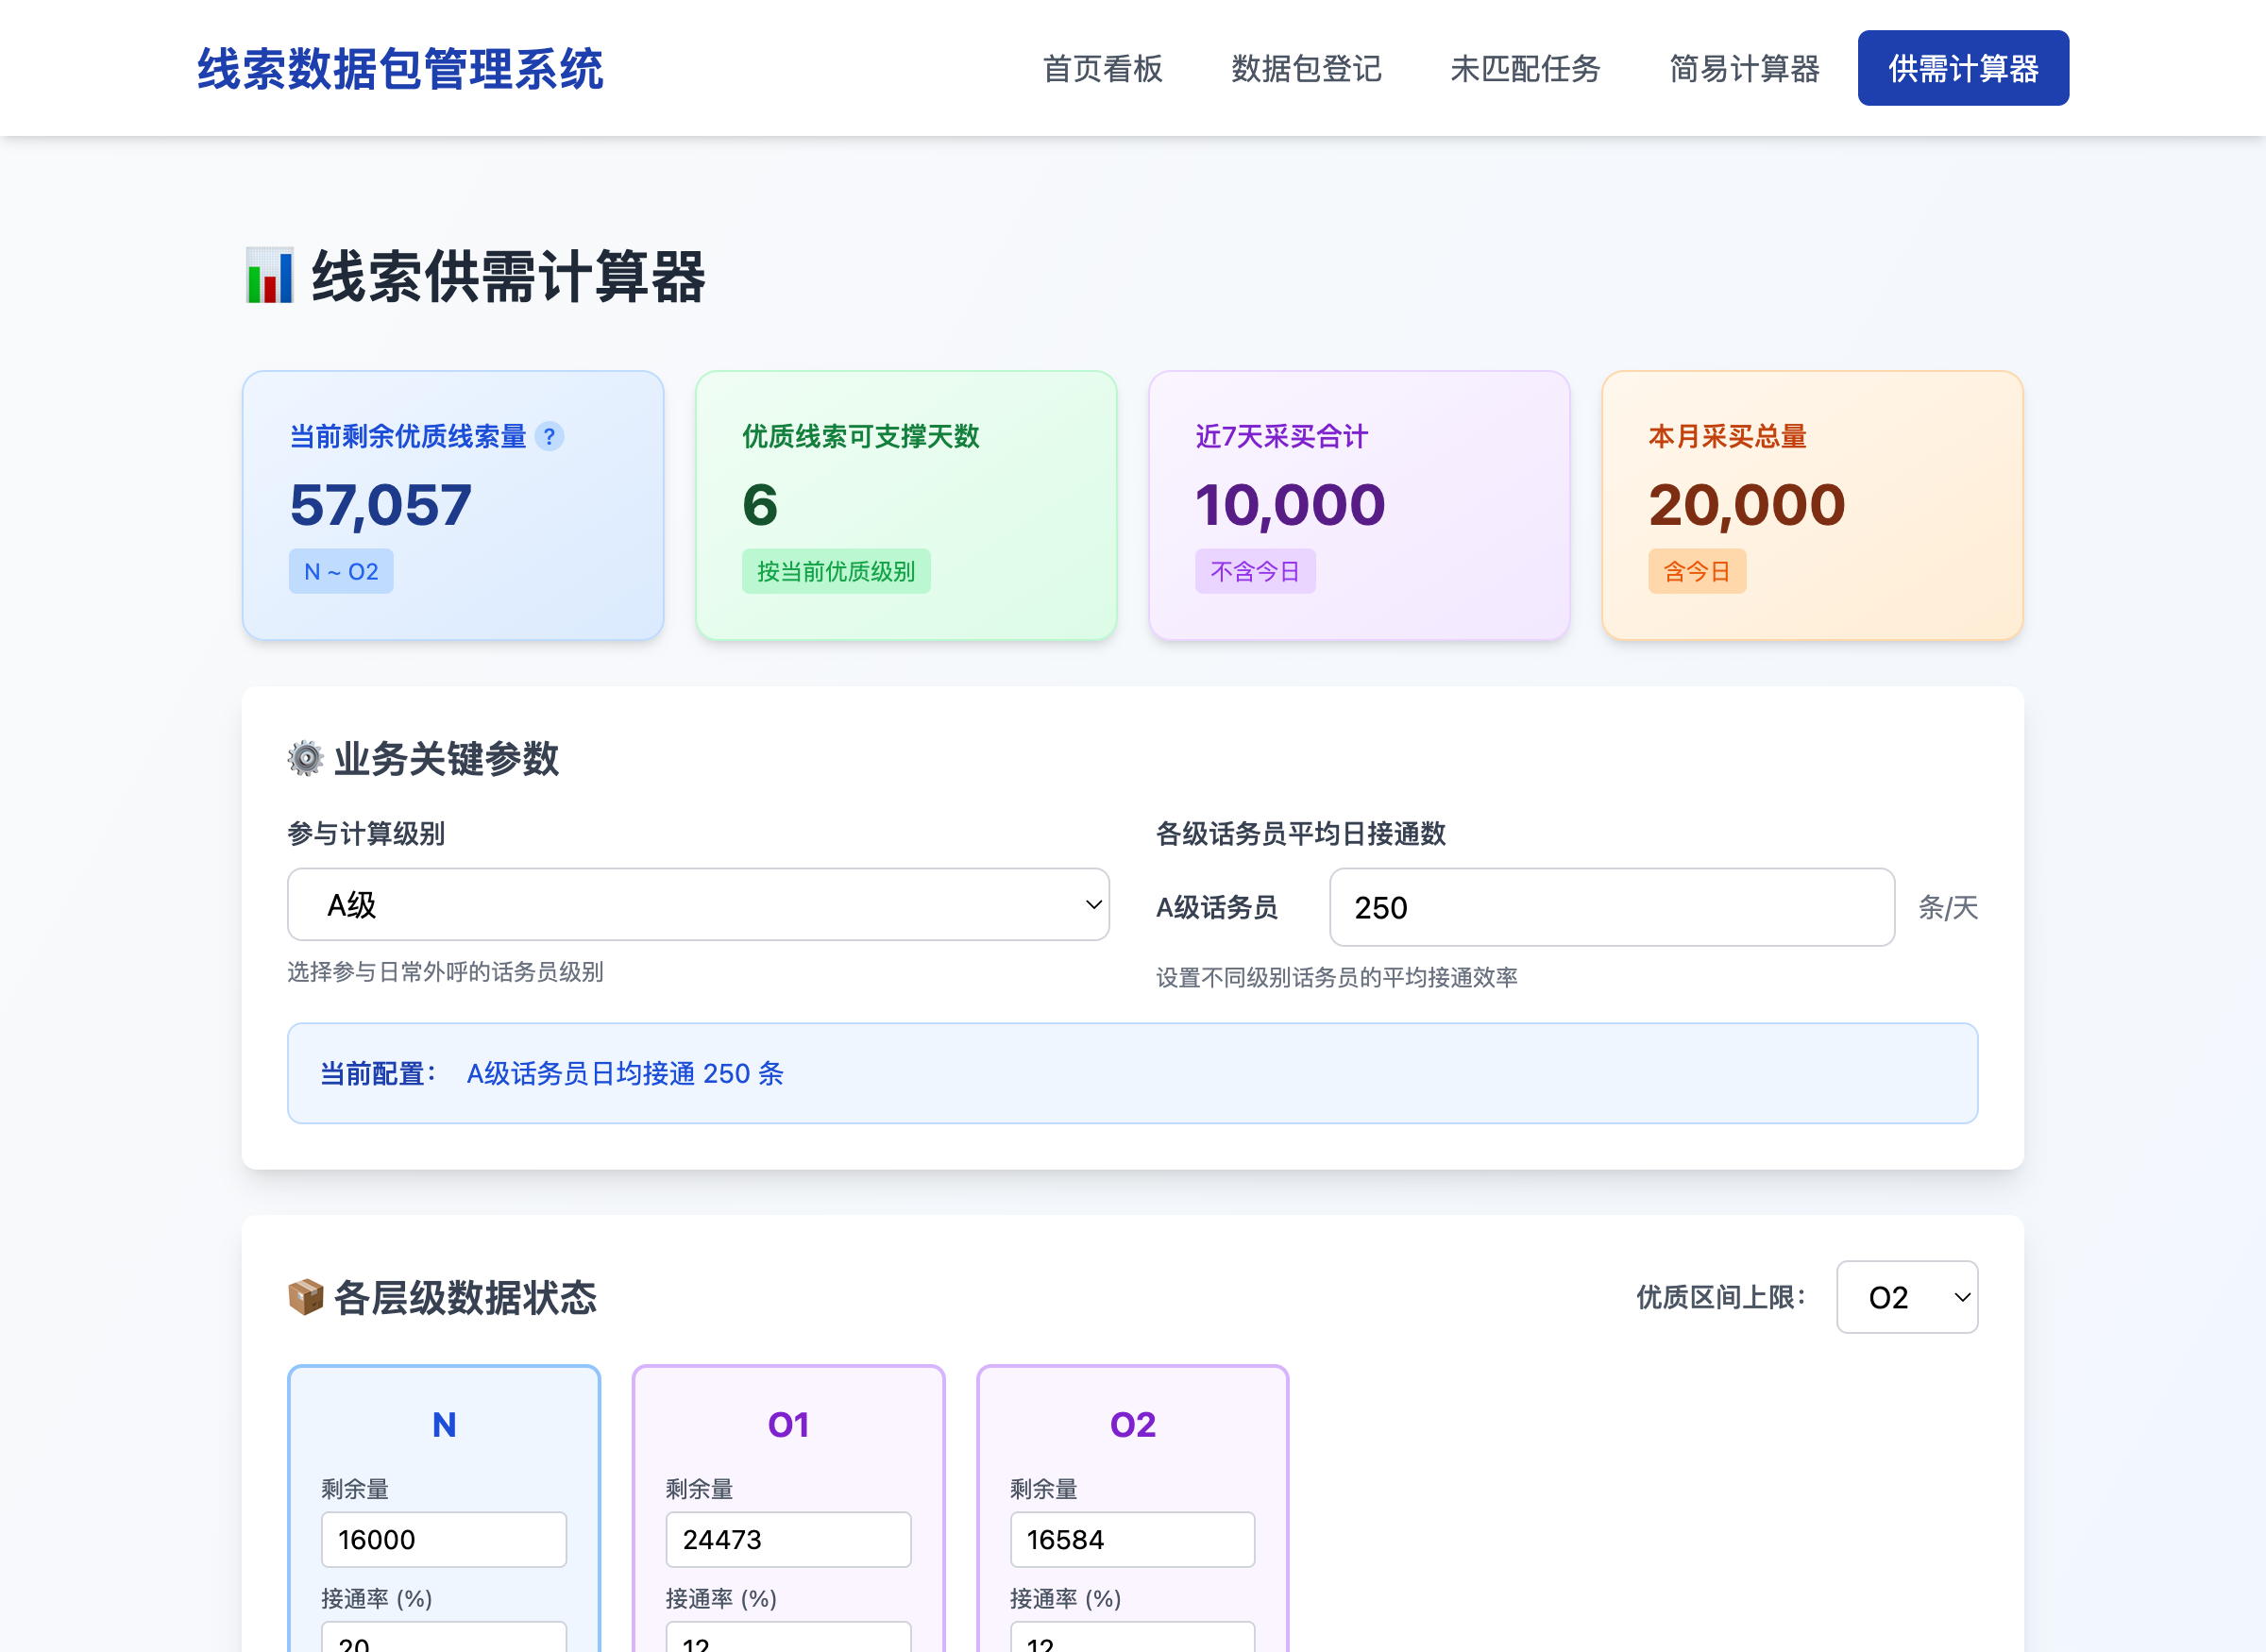 线索数据包管理系统
首页看板 数据包登记 未匹配任务 简易计算器 供需计算器
线索供需计算器
当前剩余优质线索量 ?
57,057
N ~ O2
优质线索可支撑天数
6
按当前优质级别
近7天采买合计
10,000
不含今日
本月采买总量
20,000
含今日
业务关键参数
参与计算级别
A级
选择参与日常外呼的话务员级别
各级话务员平均日接通数
A级话务员 250 条/天
设置不同级别话务员的平均接通效率
当前配置： A级话务员日均接通 250 条
各层级数据状态
优质区间上限： O2
N
剩余量
16000
接通率 (%)
20
O1
剩余量
24473
接通率 (%)
12
O2
剩余量
16584
接通率 (%)
12